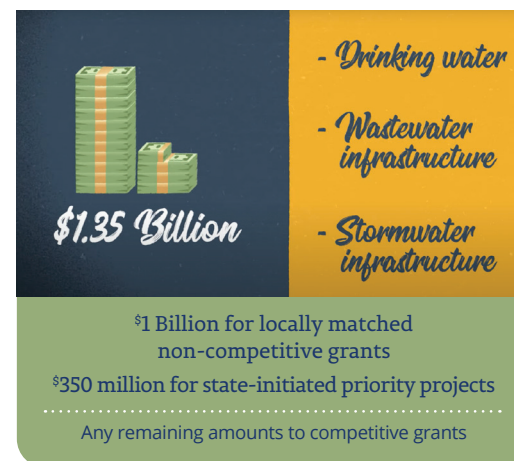 $1.35 Billion
- Drinking water
- Wastewater
infrastructure
- Stormwater
infrastructure
$1 Billion for locally matched
non-competitive grants
$350 million for state-initiated priority projects
Any remaining amounts to competitive grants